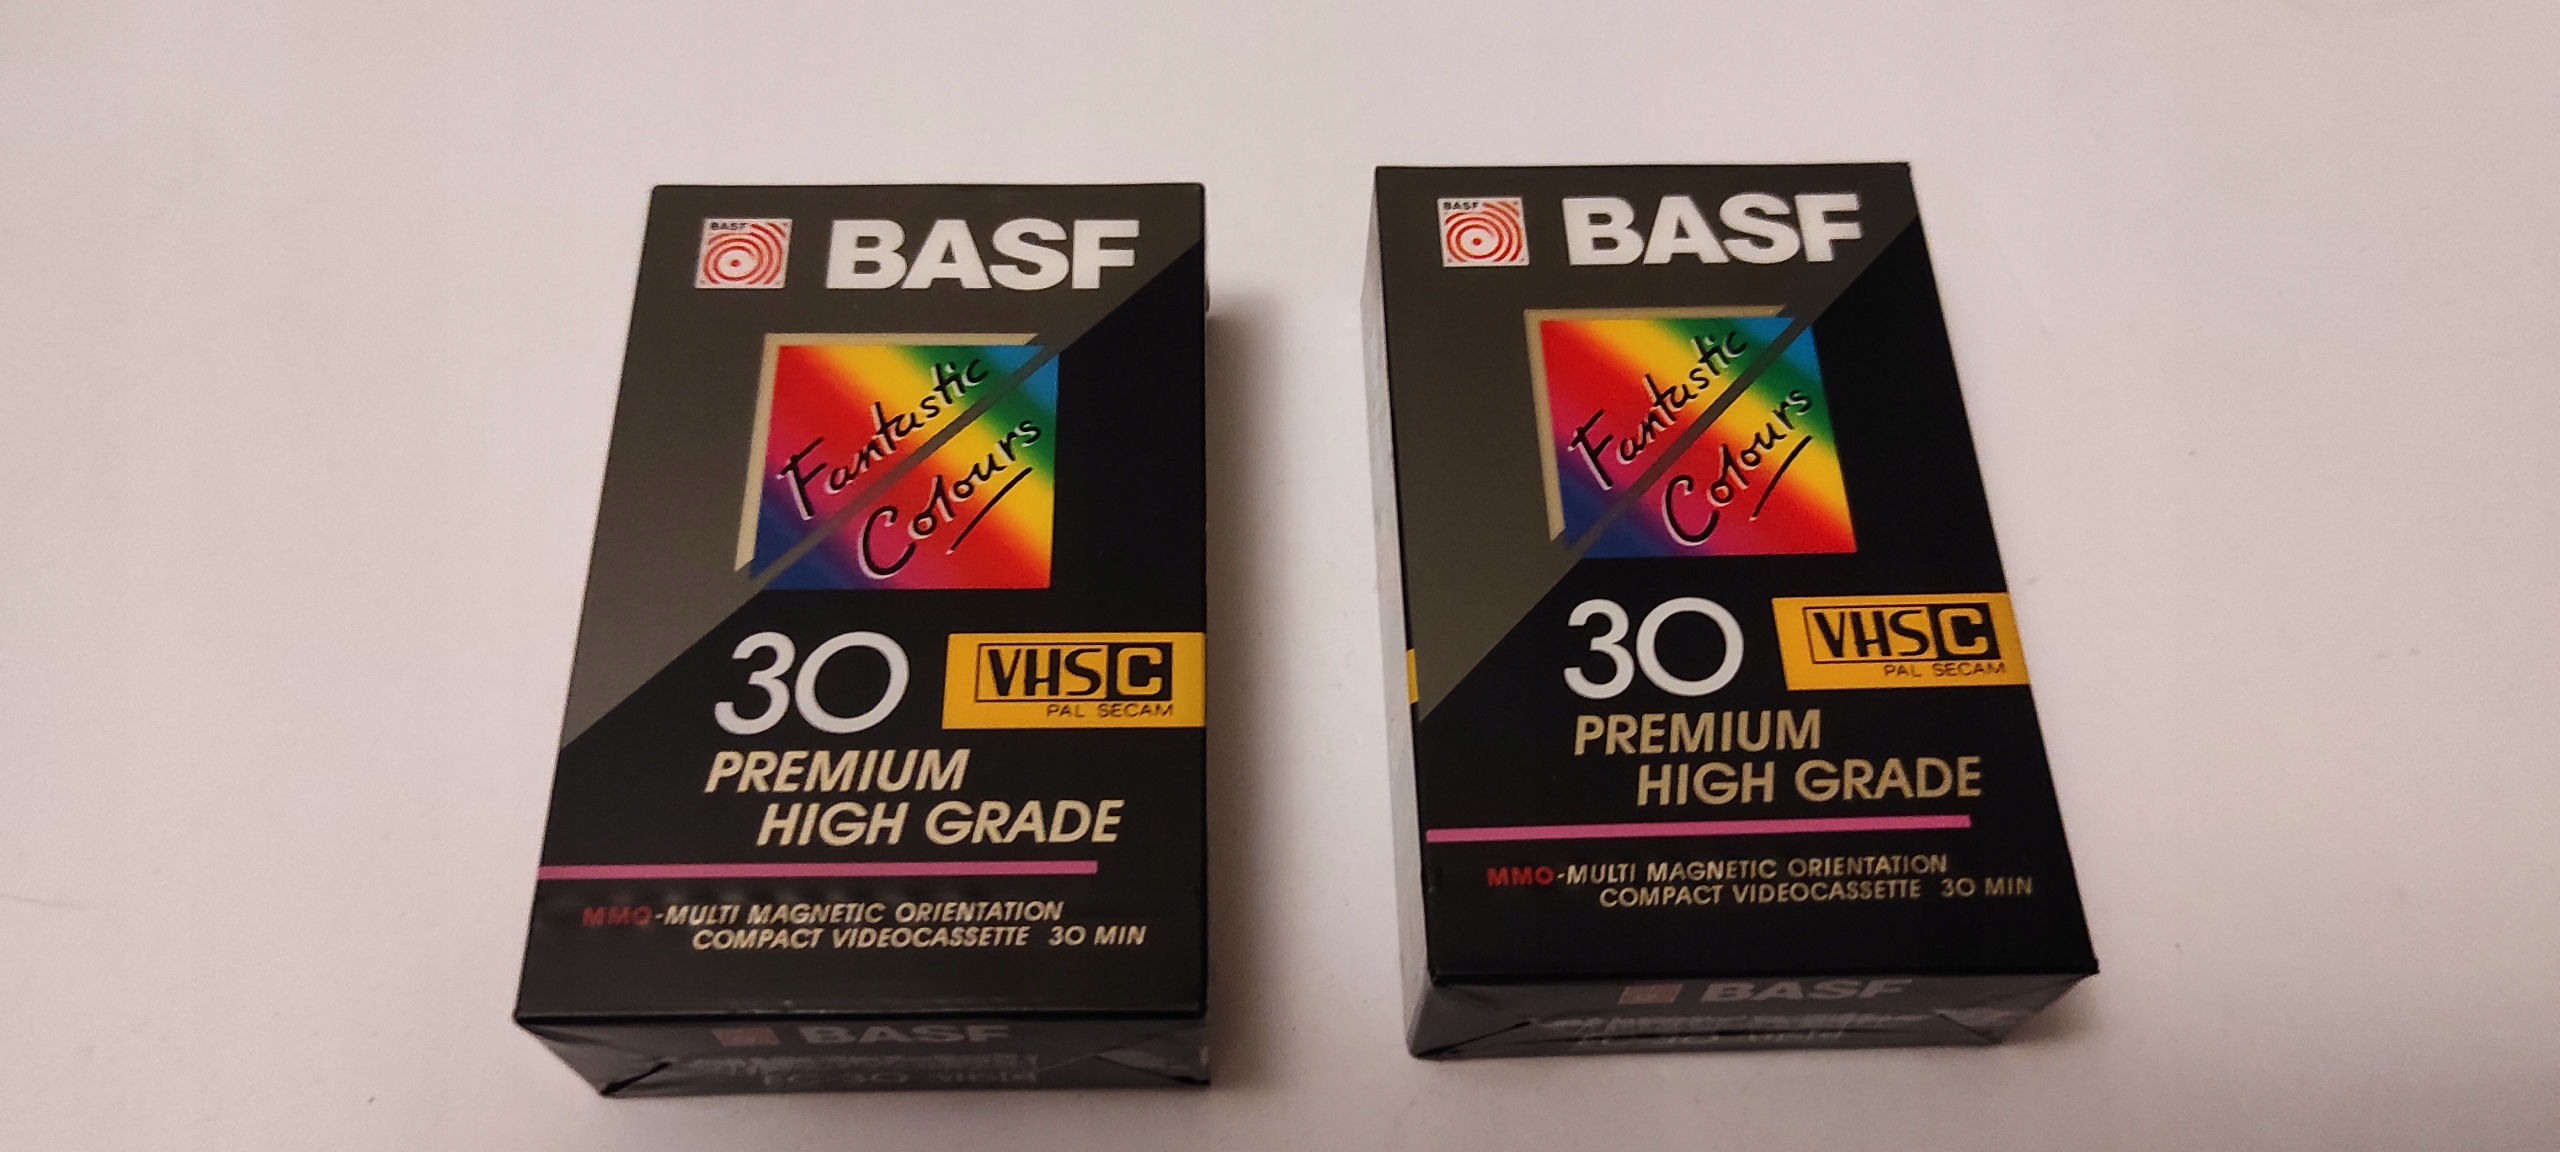 BASF
BASF
Fantastic
Colours
30
VHS C
PAL SECAM
PREMIUM
HIGH GRADE
MMO-MULTI MAGNETIC ORIENTATION
COMPACT VIDEOCASSETTE 30 MIN
BASF
EC 30
BASF
BASF
Fantastic
Colours
30
VHS C
PAL SECAM
PREMIUM
HIGH GRADE
MMO-MULTI MAGNETIC ORIENTATION
COMPACT VIDEOCASSETTE 30 MIN
BASF